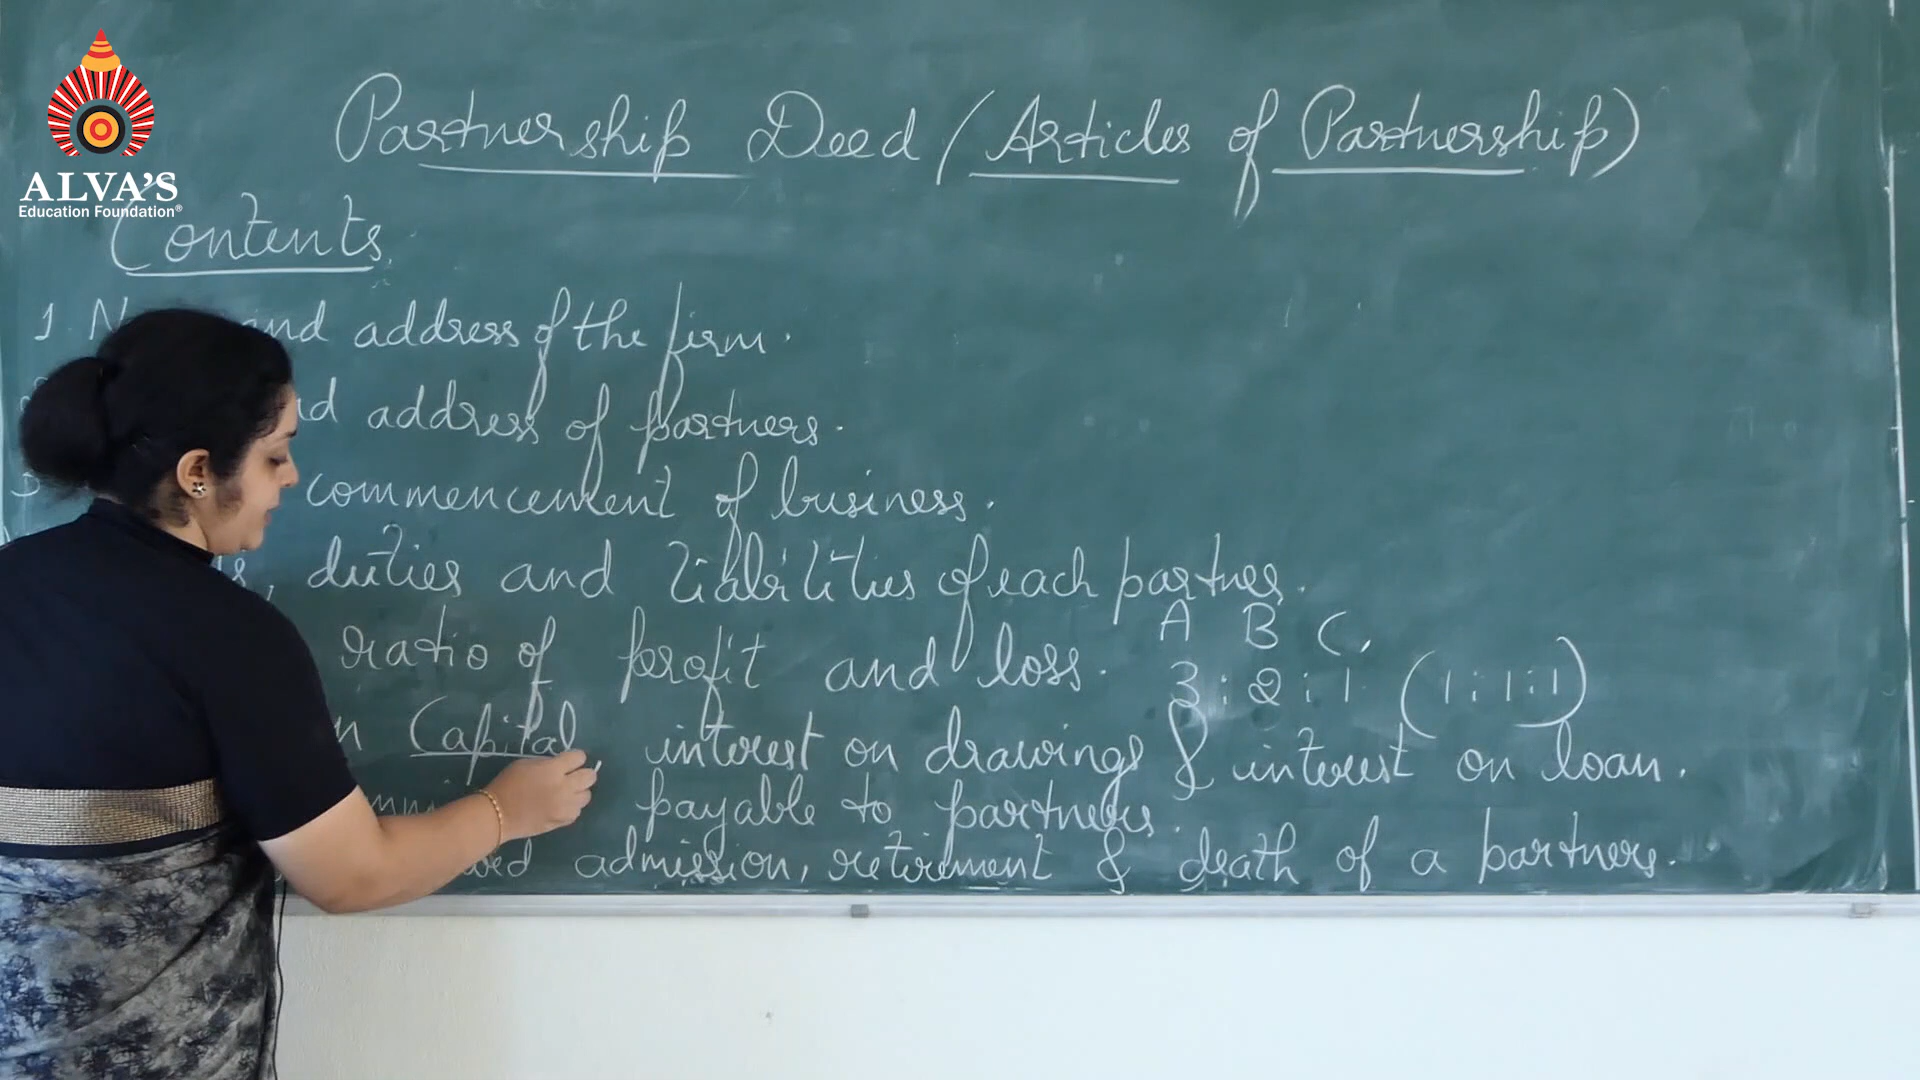 ALVA'S
Education Foundation®
Partnership Deed (Articles of Partnership)
Contents
1. and address of the firm.
address of partners.
commencement of business.
, duties and liabilities of each partner.
A B C,
ratio of profit and loss. 3 : 2 : 1 (1:1:1)
Capital, interest on drawings & interest on loan.
payable to partners.
admission, retirement & death of a partners.